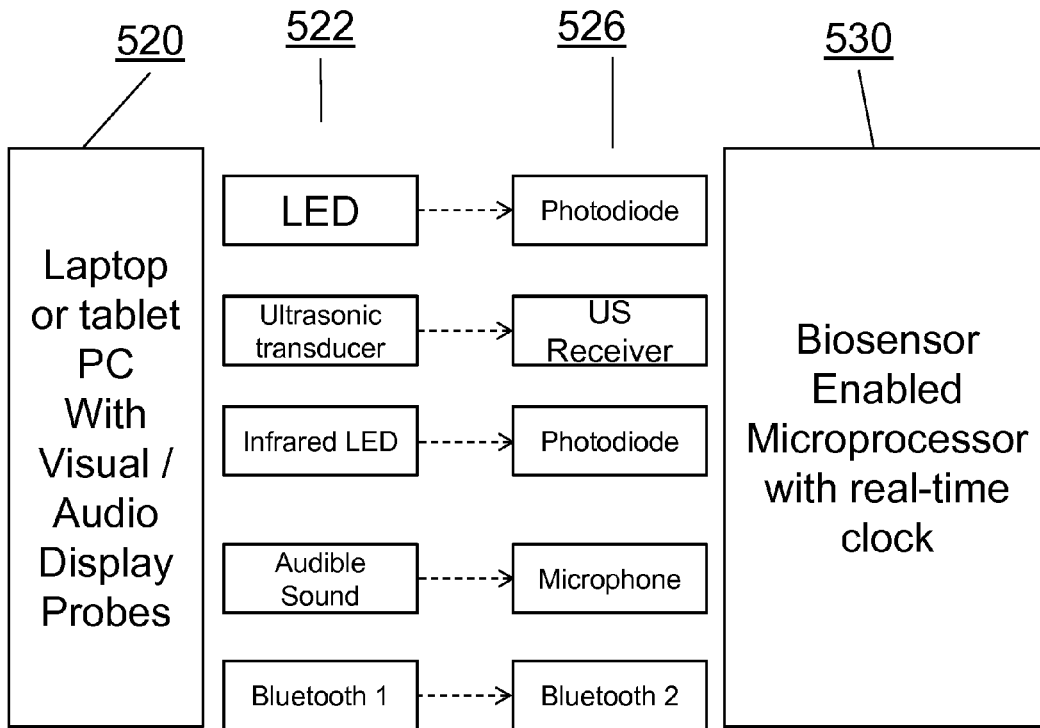 520
522
526
530
Laptop
or tablet
PC
With
Visual /
Audio
Display
Probes
LED
Photodiode
Ultrasonic
transducer
US
Receiver
Infrared LED
Photodiode
Audible
Sound
Microphone
Bluetooth 1
Bluetooth 2
Biosensor
Enabled
Microprocessor
with real-time
clock